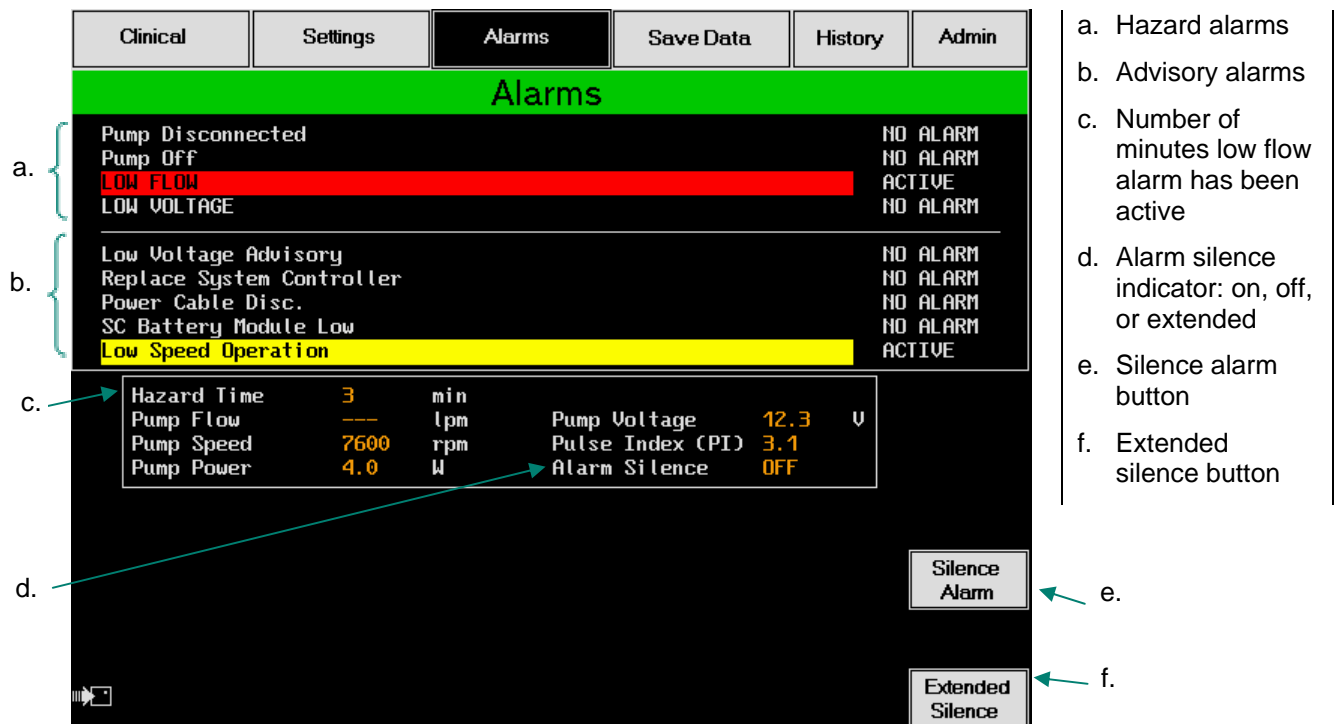 Clinical Settings Alarms Save Data History Admin
Alarms
a.
Pump Disconnected NO ALARM
Pump Off NO ALARM
LOW FLOW ACTIVE
LOW VOLTAGE NO ALARM
b.
Low Voltage Advisory NO ALARM
Replace System Controller NO ALARM
Power Cable Disc. NO ALARM
SC Battery Module Low NO ALARM
Low Speed Operation ACTIVE
c.
Hazard Time 3 min
Pump Flow --- lpm Pump Voltage 12.3 V
Pump Speed 7600 rpm Pulse Index (PI) 3.1
Pump Power 4.0 W Alarm Silence OFF
d.
Silence
Alarm
e.
Extended
Silence
f.
a. Hazard alarms
b. Advisory alarms
c. Number of
minutes low flow
alarm has been
active
d. Alarm silence
indicator: on, off,
or extended
e. Silence alarm
button
f. Extended
silence button